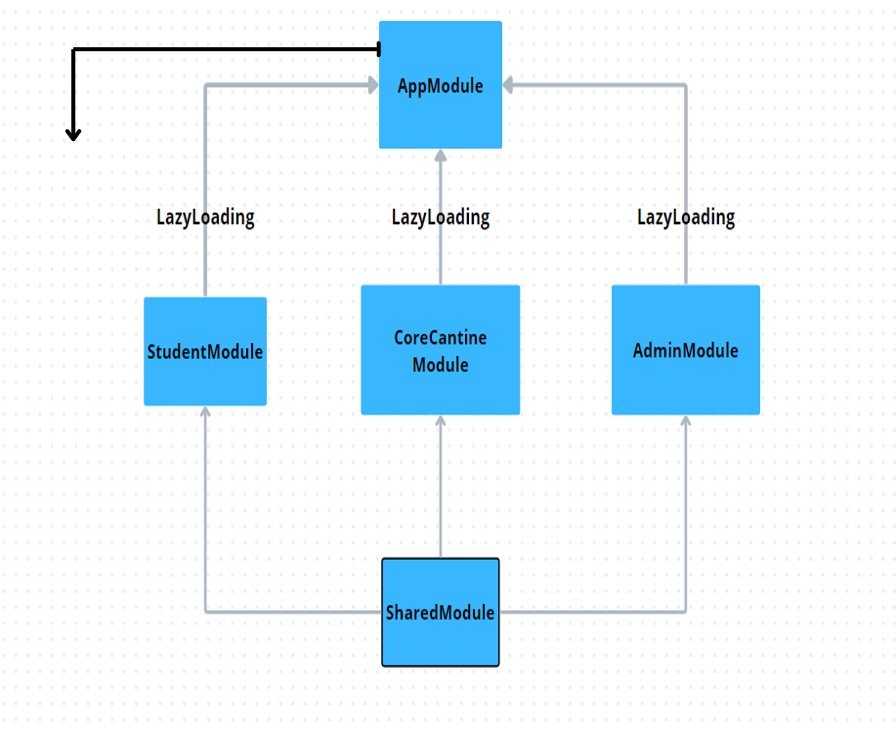 AppModule
LazyLoading
LazyLoading
LazyLoading
StudentModule
CoreCantine
Module
AdminModule
SharedModule